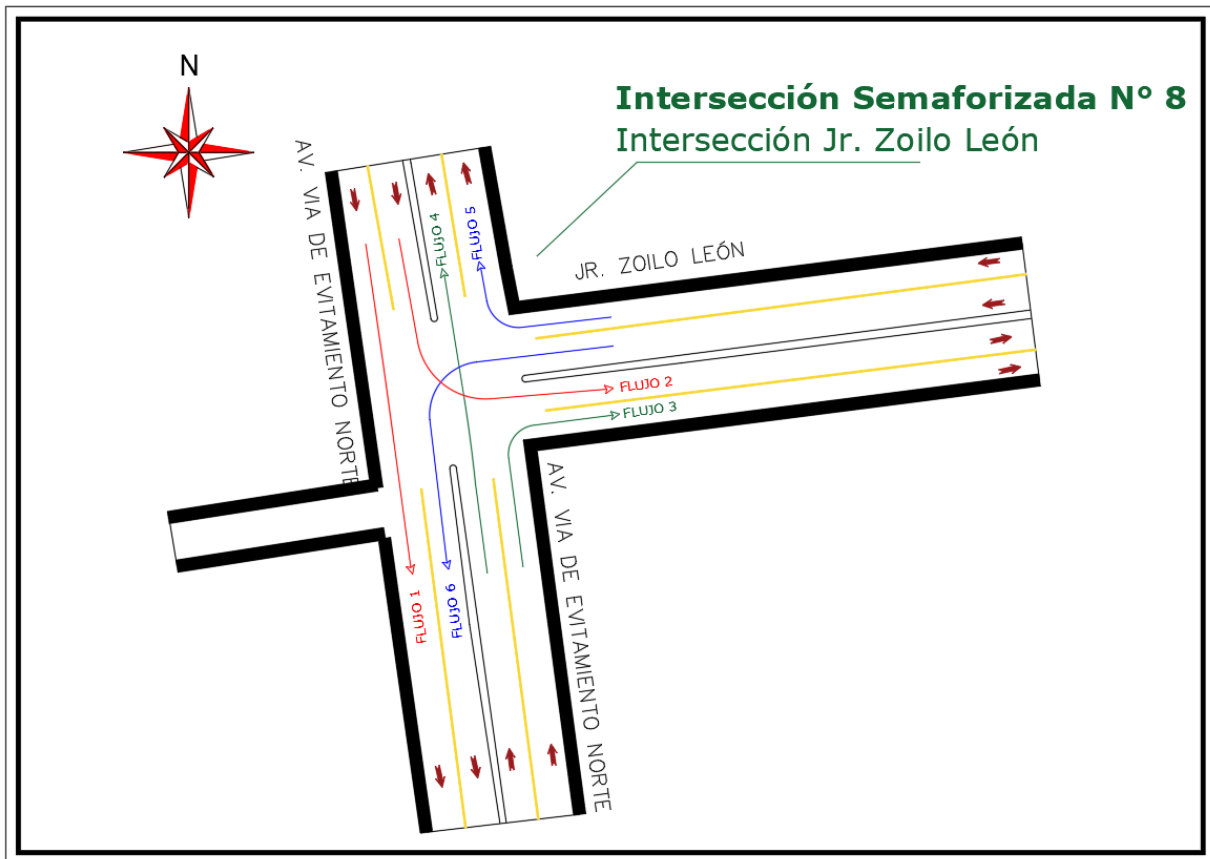 N
Intersección Semaforizada N° 8
Intersección Jr. Zoilo León
AV. VIA DE EVITAMIENTO NORTE
FLUJO 4
FLUJO 5
JR. ZOILO LEÓN
FLUJO 2
FLUJO 3
FLUJO 1
FLUJO 6
AV. VIA DE EVITAMIENTO NORTE